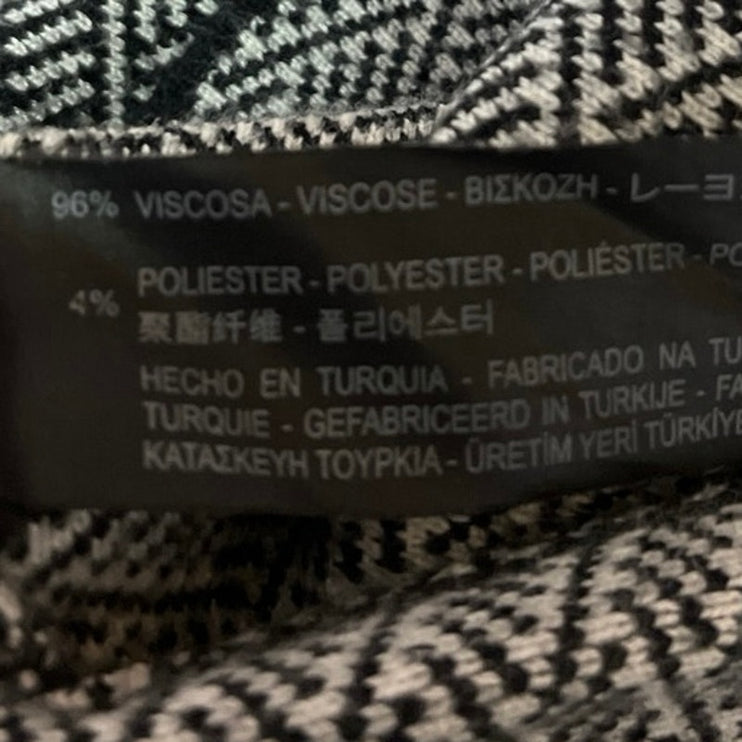 96% VISCOSA - VISCOSE - ΒΙΣΚΟΖΗ - レーヨ
POLIESTER - POLYESTER - POLIÉSTER - PO
4% 聚酯纤维 - 폴리에스터
HECHO EN TURQUIA - FABRICADO NA TU
TURQUIE - GEFABRICEERD IN TURKIJE - FA
ΚΑΤΑΣΚΕΥΗ ΤΟΥΡΚΙΑ - ÜRETİM YERİ TÜRKİYE